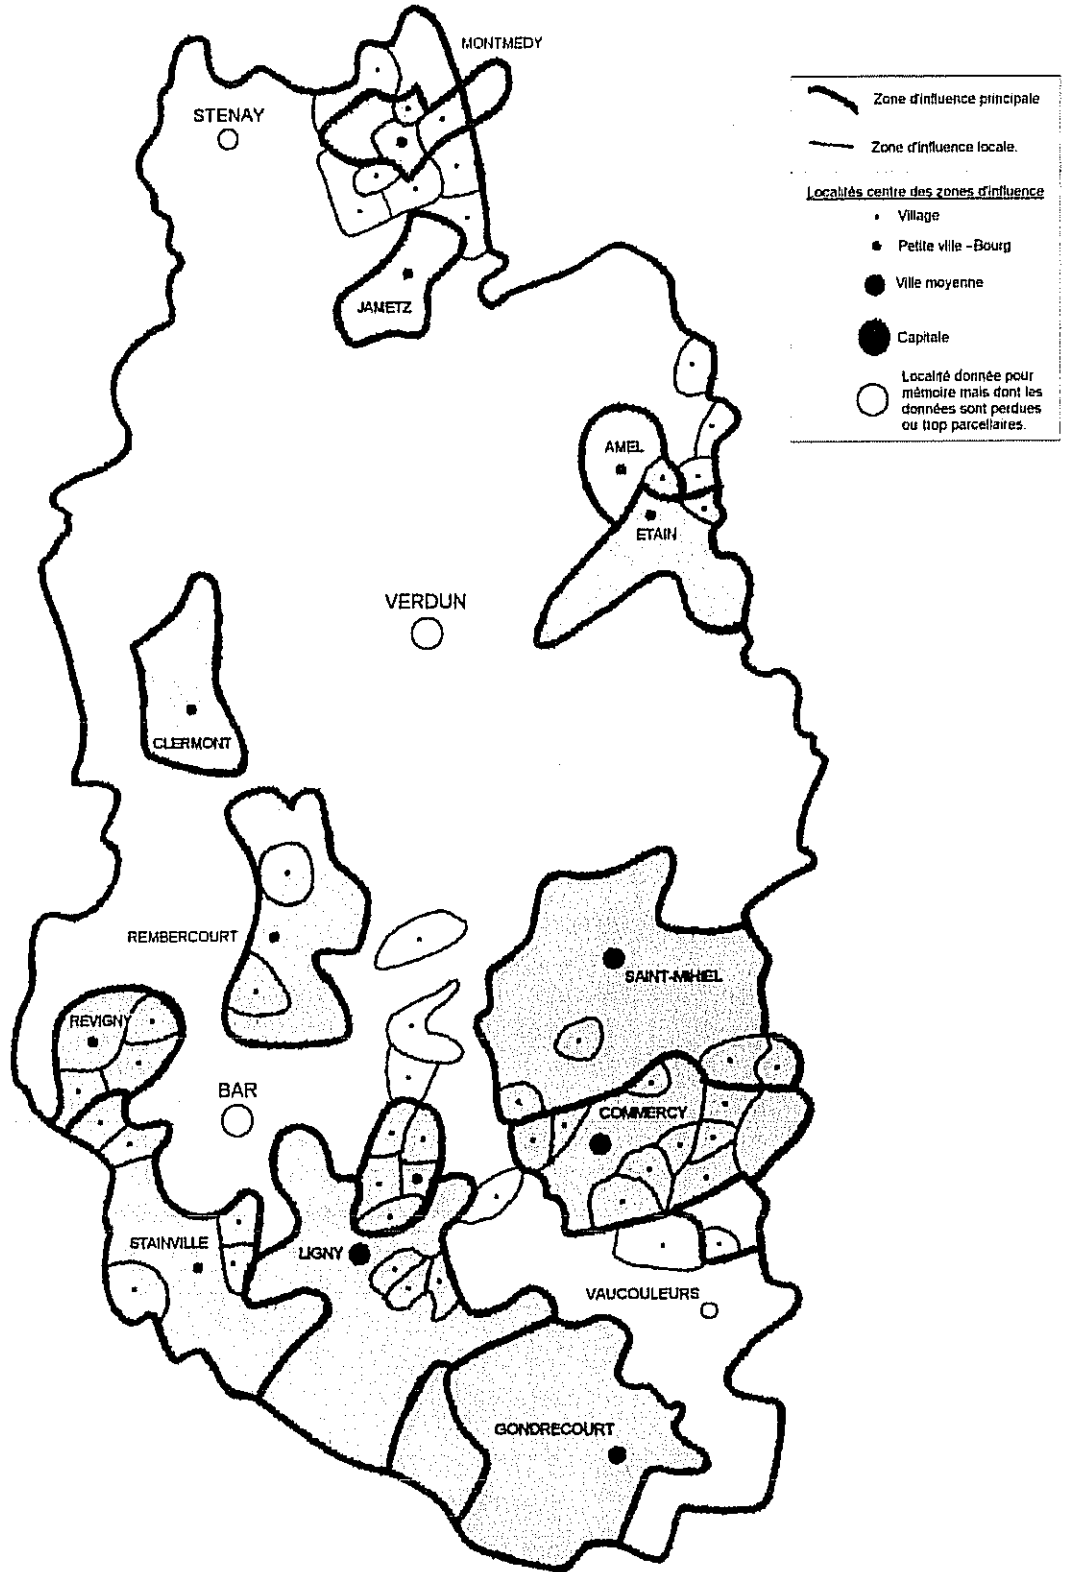 MONTMEDY
STENAY
JAMETZ
Zone d'influence principale
Zone d'influence locale.
Localités centre des zones d'influence
Village
Petite ville - Bourg
Ville moyenne
Capitale
Localité donnée pour
mémoire mais dont les
données sont perdues
ou trop parcellaires.
AMEL
ETAIN
VERDUN
CLERMONT
REMBERCOURT
SAINT-MIHIEL
REVIGNY
BAR
COMMERCY
STAINVILLE
LIGNY
VAUCOULEURS
GONDRECOURT